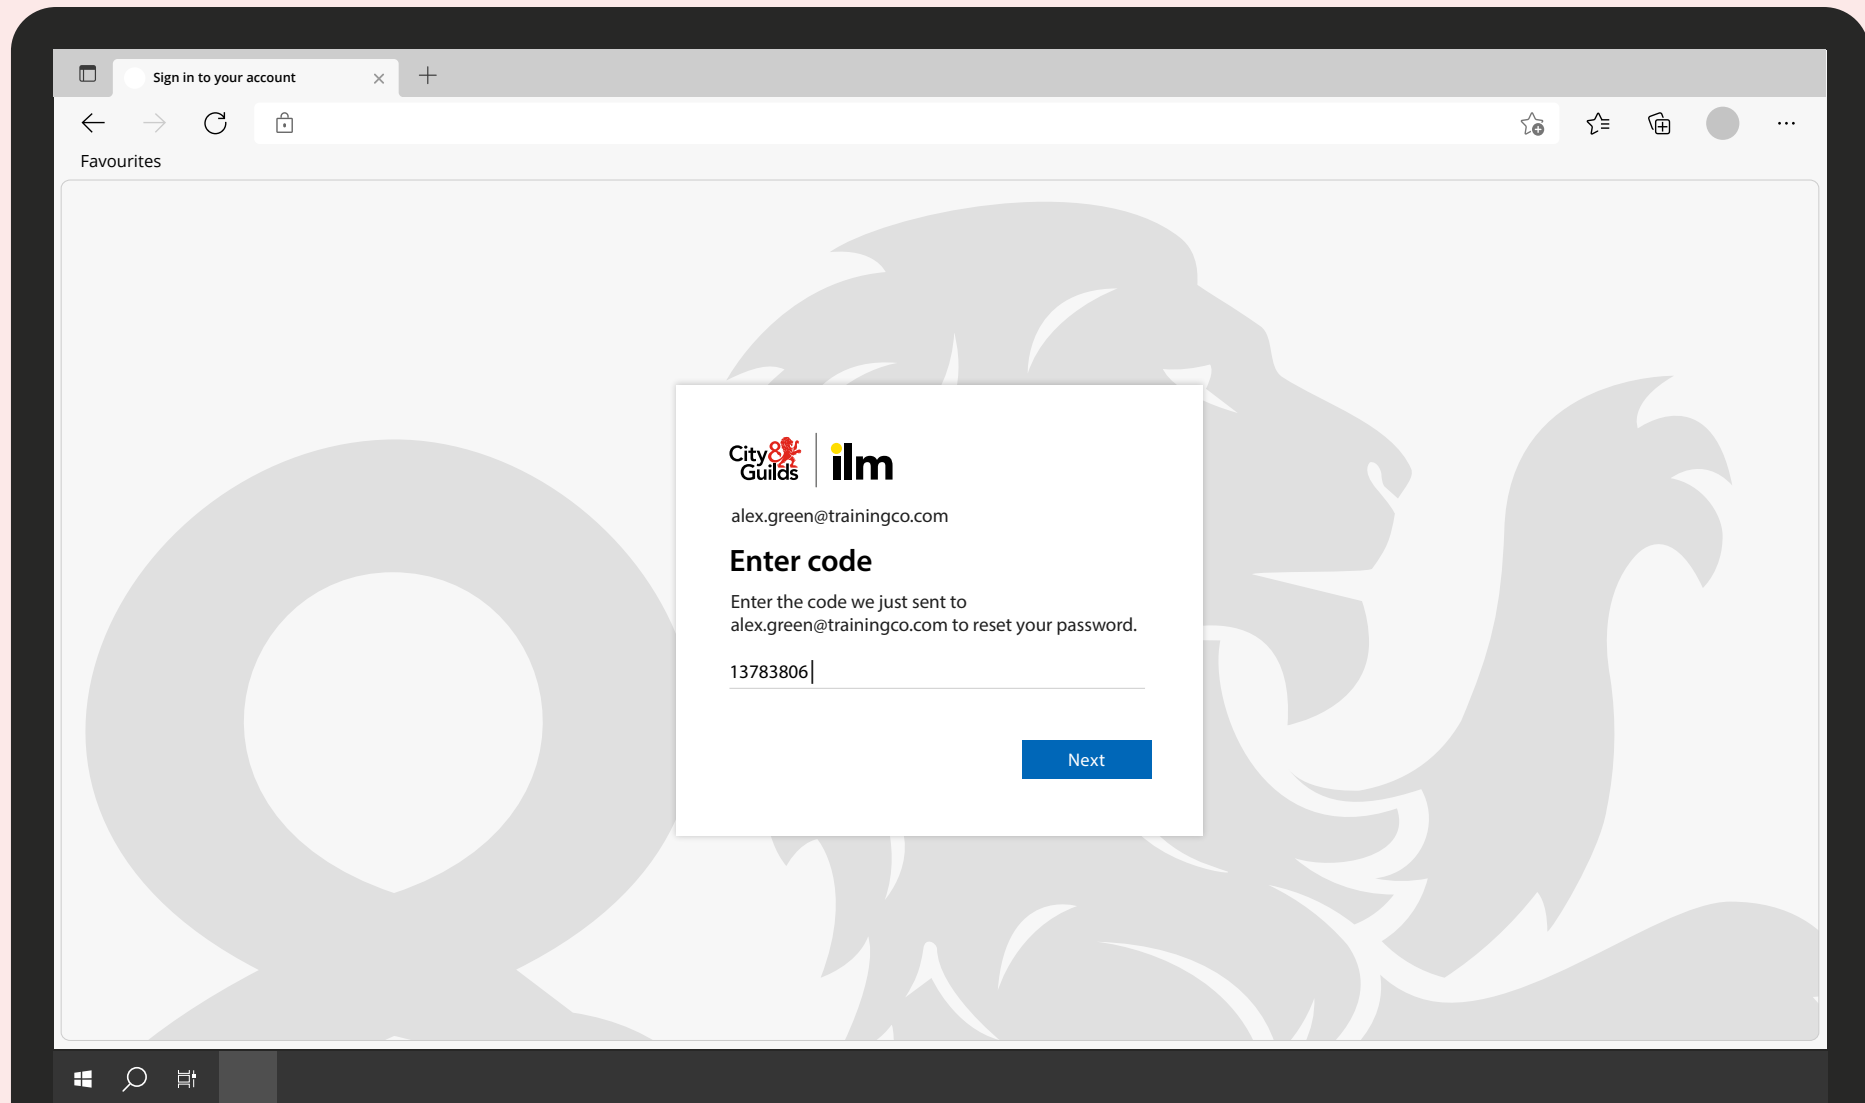 Sign in to your account
Favourites
City &
Guilds
ilm
alex.green@trainingco.com
Enter code
Enter the code we just sent to
alex.green@trainingco.com to reset your password.
13783806
Next